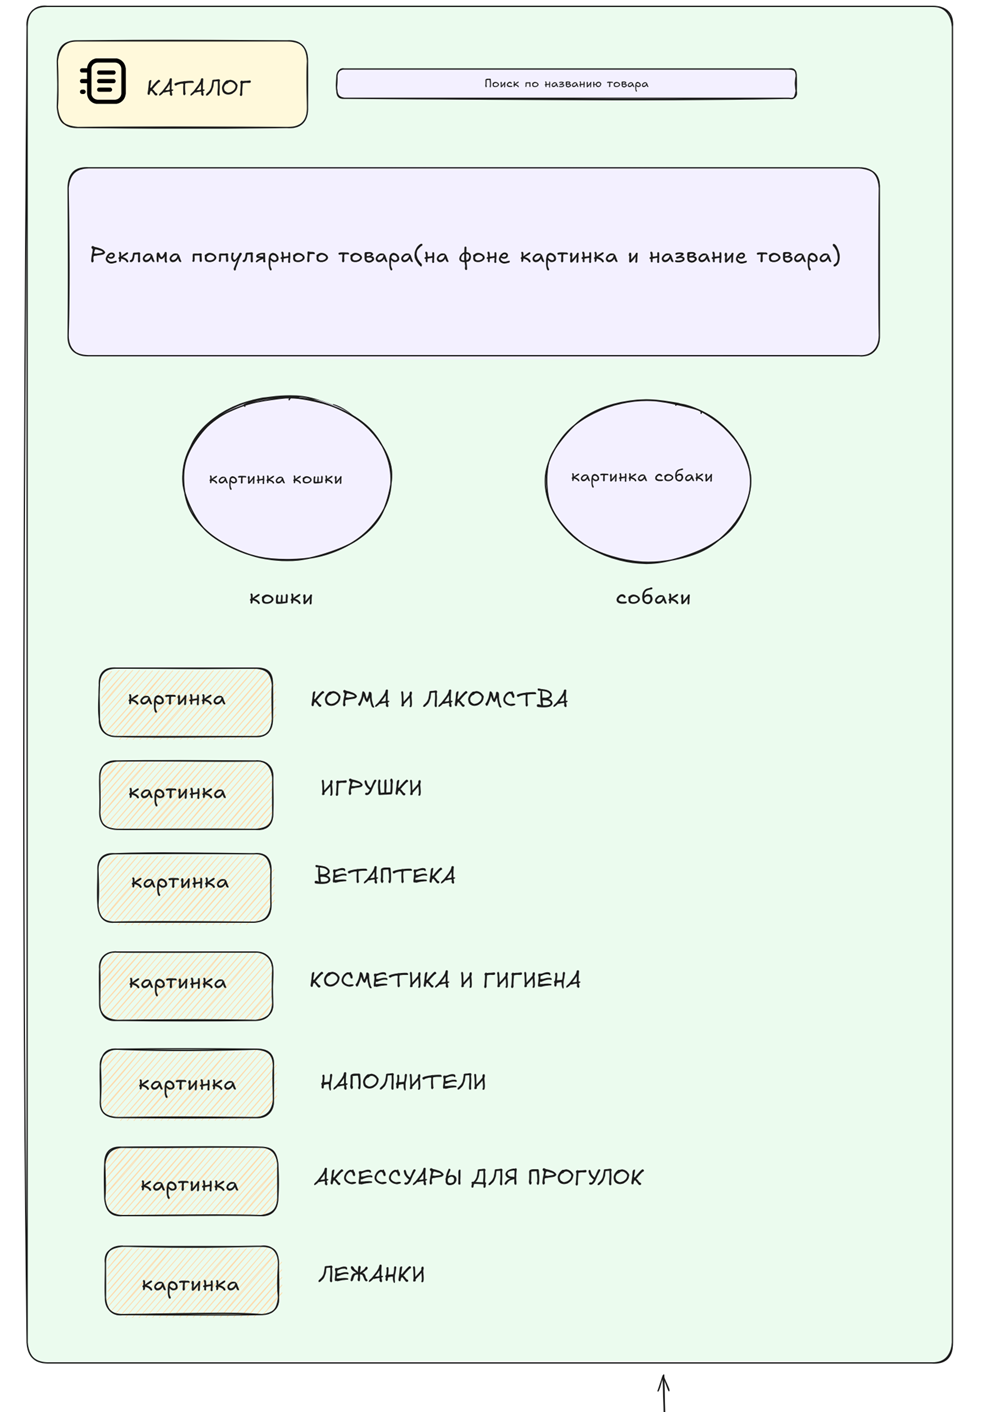 КАТАЛОГ
Поиск по названию товара
Реклама популярного товара(на фоне картинка и название товара)
картинка кошки
картинка собаки
кошки
собаки
картинка
КОРМА И ЛАКОМСТВА
картинка
ИГРУШКИ
картинка
ВЕТАПТЕКА
картинка
КОСМЕТИКА И ГИГИЕНА
картинка
НАПОЛНИТЕЛИ
картинка
АКСЕССУАРЫ ДЛЯ ПРОГУЛОК
картинка
ЛЕЖАНКИ